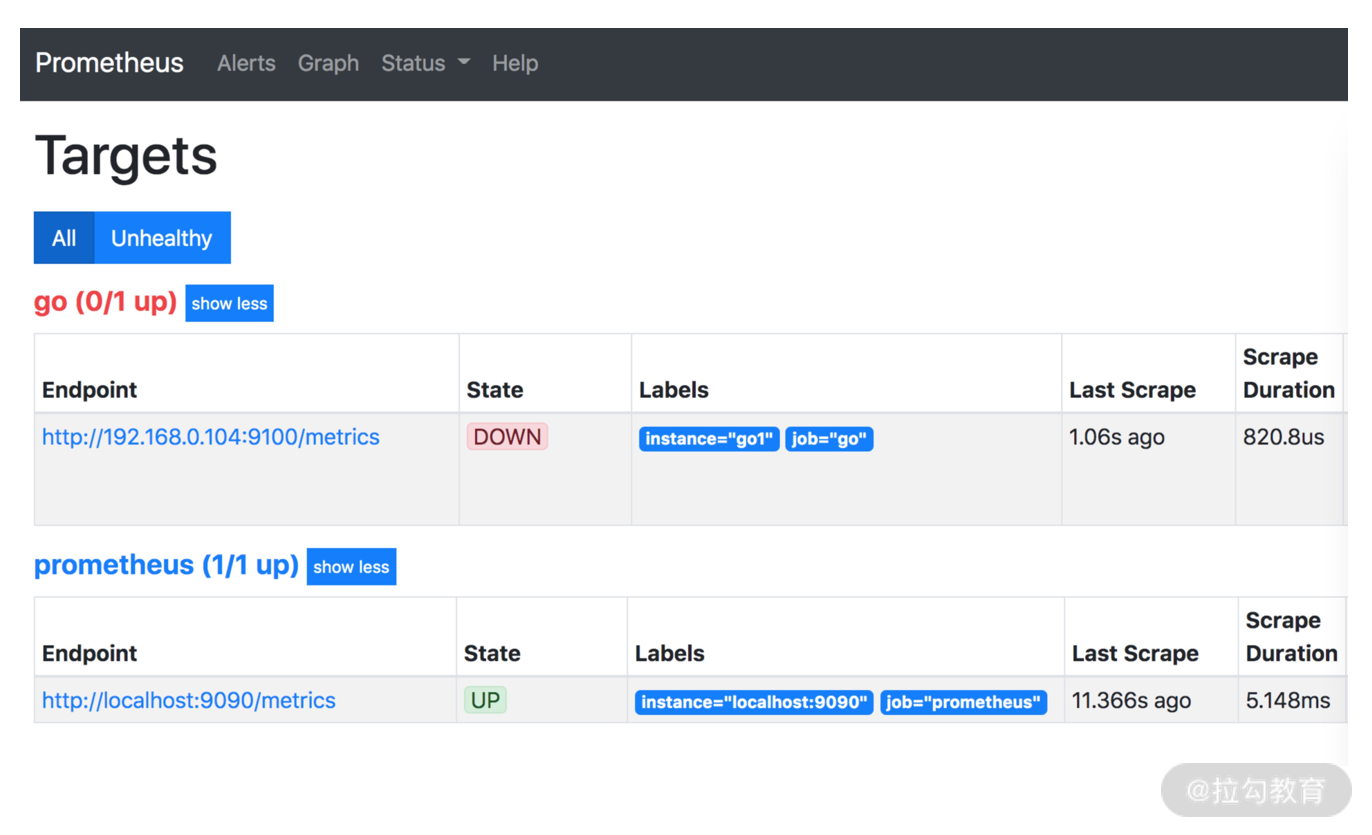 Prometheus Alerts Graph Status Help
Targets
All Unhealthy
go (0/1 up) show less
Endpoint State Labels Last Scrape Scrape Duration
http://192.168.0.104:9100/metrics DOWN instance="go1" job="go" 1.06s ago 820.8us
prometheus (1/1 up) show less
Endpoint State Labels Last Scrape Scrape Duration
http://localhost:9090/metrics UP instance="localhost:9090" job="prometheus" 11.366s ago 5.148ms
@拉勾教育